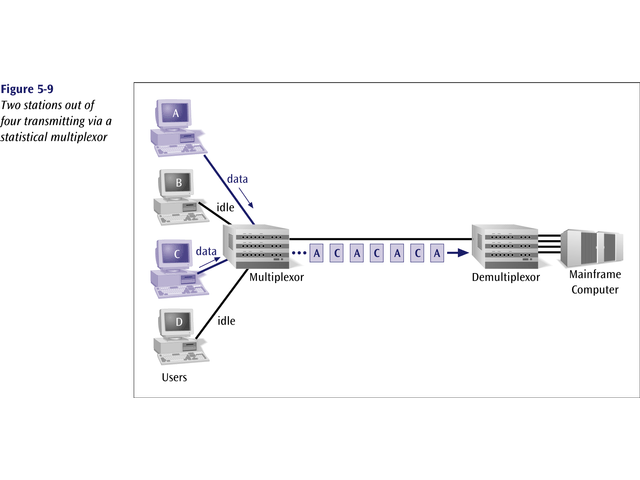 Figure 5-9
Two stations out of
four transmitting via a
statistical multiplexor
A
data
B
idle
C
data
••• A C A C A C A
Multiplexor
Demultiplexor
Mainframe
Computer
D
idle
Users